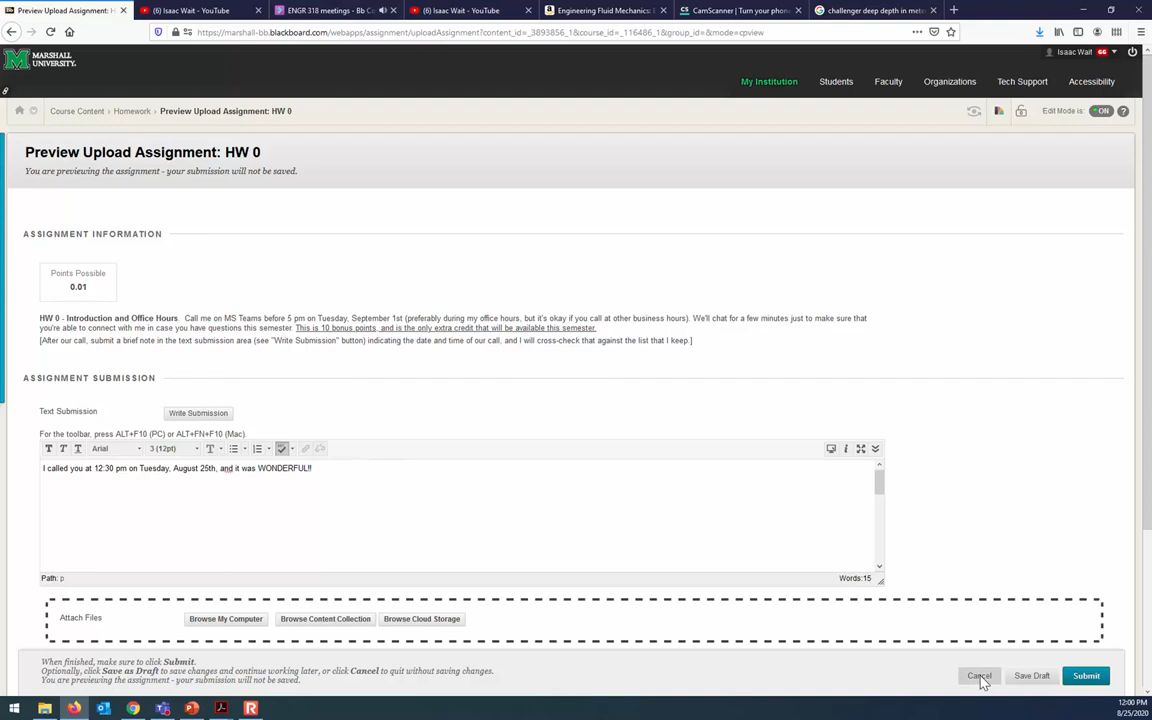 Preview Upload Assignment: H
(6) Isaac Wait - YouTube
ENGR 318 meetings - Bb C
(6) Isaac Wait - YouTube
Engineering Fluid Mechanics: E
CamScanner | Turn your phone
challenger deep depth in mete
https://marshall-bb.blackboard.com/webapps/assignment/uploadAssignment?content_id=_3893856_1&course_id=_116486_1&group_id=&mode=cpview
MARSHALL
UNIVERSITY.
Isaac Wait 66
My Institution Students Faculty Organizations Tech Support Accessibility
Course Content > Homework > Preview Upload Assignment: HW 0
Edit Mode is: ON ?
Preview Upload Assignment: HW 0
You are previewing the assignment - your submission will not be saved.
ASSIGNMENT INFORMATION
Points Possible
0.01
HW 0 - Introduction and Office Hours. Call me on MS Teams before 5 pm on Tuesday, September 1st (preferably during my office hours, but it's okay if you call at other business hours). We'll chat for a few minutes just to make sure that
you're able to connect with me in case you have questions this semester. This is 10 bonus points, and is the only extra credit that will be available this semester.
[After our call, submit a brief note in the text submission area (see "Write Submission" button) indicating the date and time of our call, and I will cross-check that against the list that I keep.]
ASSIGNMENT SUBMISSION
Text Submission Write Submission
For the toolbar, press ALT+F10 (PC) or ALT+FN+F10 (Mac).
T T T Arial 3 (12pt) T
I called you at 12:30 pm on Tuesday, August 25th, and it was WONDERFUL!!
Path: p Words:15
Attach Files Browse My Computer Browse Content Collection Browse Cloud Storage
When finished, make sure to click Submit.
Optionally, click Save as Draft to save changes and continue working later, or click Cancel to quit without saving changes.
You are previewing the assignment - your submission will not be saved.
Cancel Save Draft Submit
12:00 PM
8/25/2020